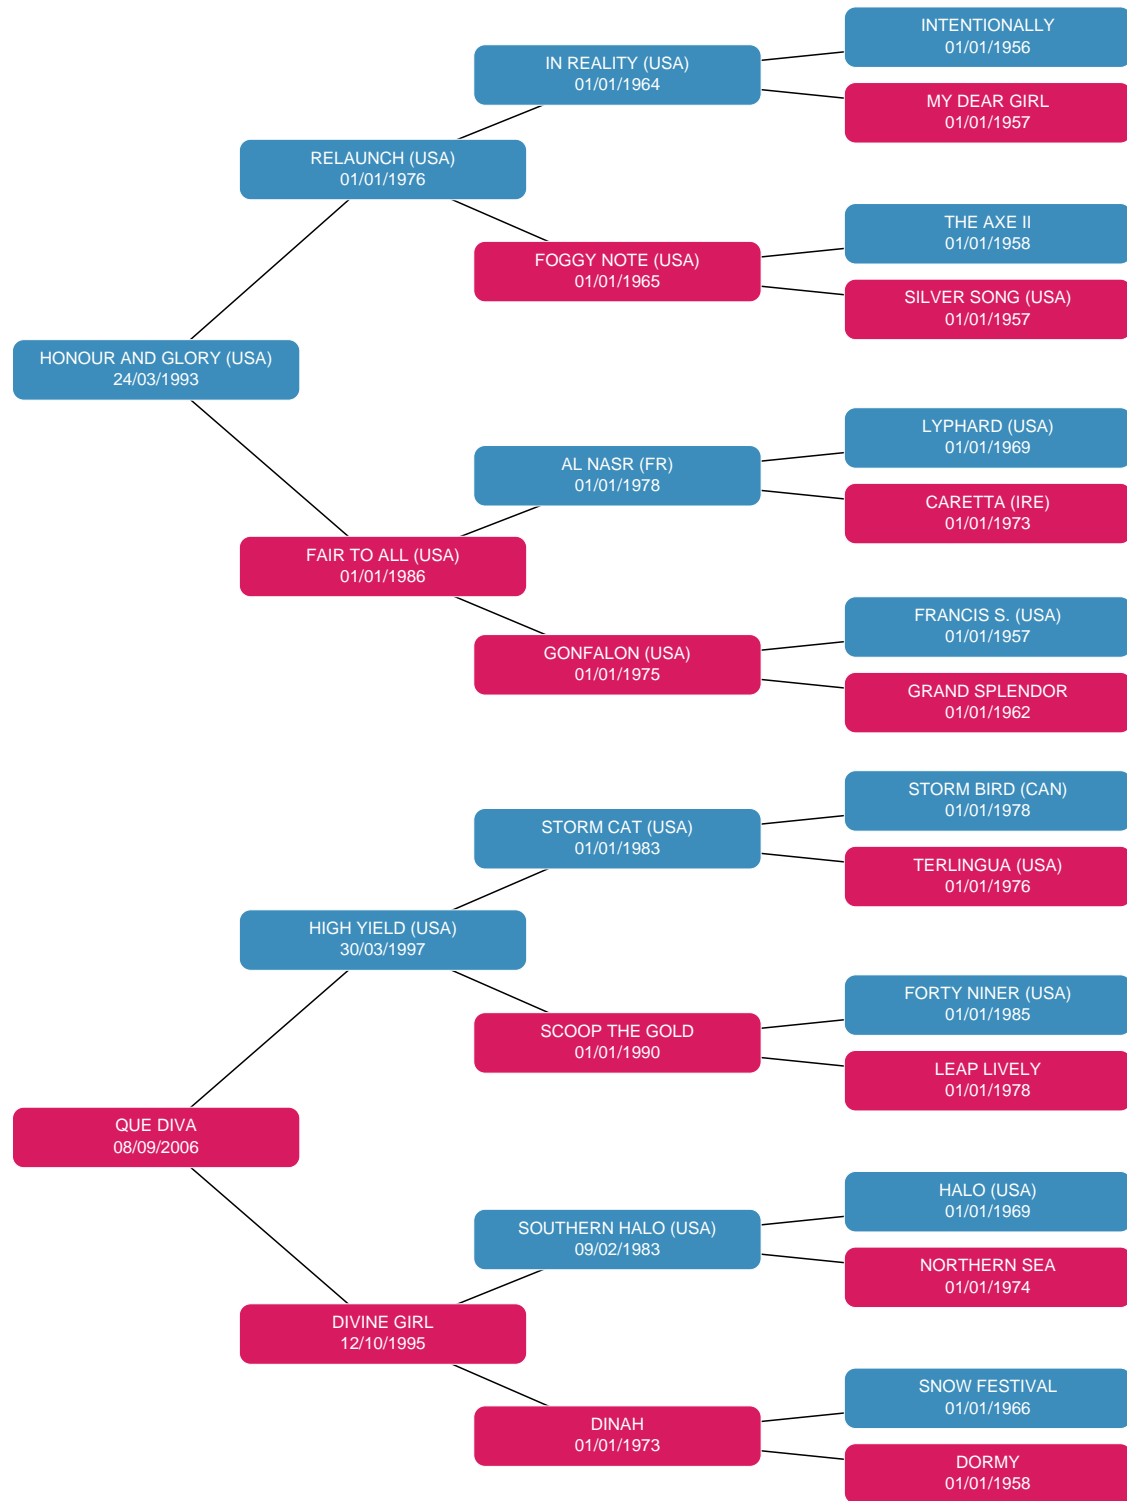 INTENTIONALLY
01/01/1956
IN REALITY (USA)
01/01/1964
MY DEAR GIRL
01/01/1957
RELAUNCH (USA)
01/01/1976
THE AXE II
01/01/1958
FOGGY NOTE (USA)
01/01/1965
SILVER SONG (USA)
01/01/1957
HONOUR AND GLORY (USA)
24/03/1993
LYPHARD (USA)
01/01/1969
AL NASR (FR)
01/01/1978
CARETTA (IRE)
01/01/1973
FAIR TO ALL (USA)
01/01/1986
FRANCIS S. (USA)
01/01/1957
GONFALON (USA)
01/01/1975
GRAND SPLENDOR
01/01/1962
STORM BIRD (CAN)
01/01/1978
STORM CAT (USA)
01/01/1983
TERLINGUA (USA)
01/01/1976
HIGH YIELD (USA)
30/03/1997
FORTY NINER (USA)
01/01/1985
SCOOP THE GOLD
01/01/1990
LEAP LIVELY
01/01/1978
QUE DIVA
08/09/2006
HALO (USA)
01/01/1969
SOUTHERN HALO (USA)
09/02/1983
NORTHERN SEA
01/01/1974
DIVINE GIRL
12/10/1995
SNOW FESTIVAL
01/01/1966
DINAH
01/01/1973
DORMY
01/01/1958